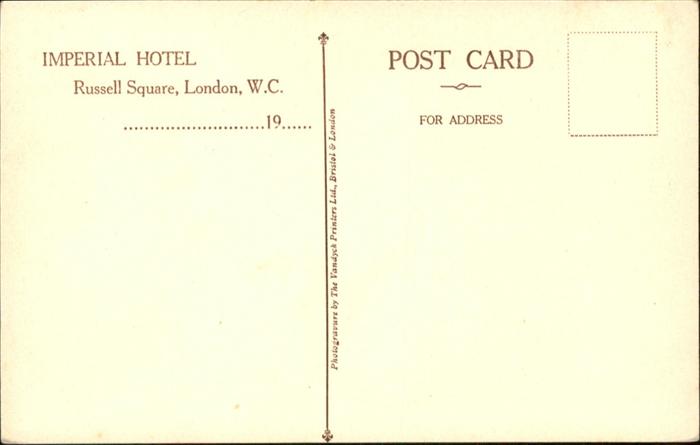 IMPERIAL HOTEL
Russell Square, London, W.C.
..........................19......
Photogravure by The Vandyck Printers Ltd., Bristol & London
POST CARD
FOR ADDRESS